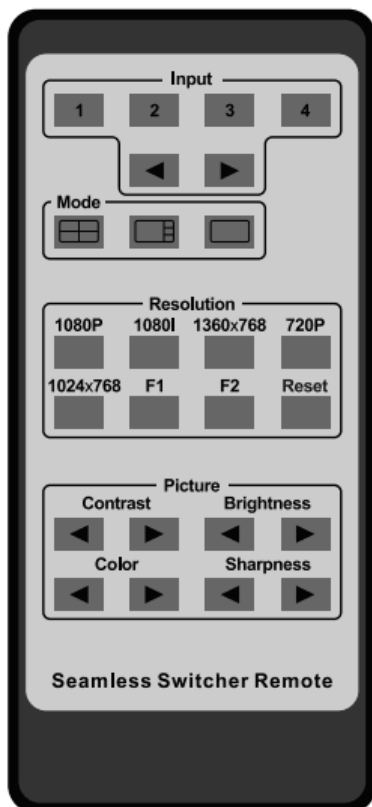 Input
1 2 3 4
Mode
Resolution
1080P 1080I 1360x768 720P
1024x768 F1 F2 Reset
Picture
Contrast Brightness
Color Sharpness
Seamless Switcher Remote